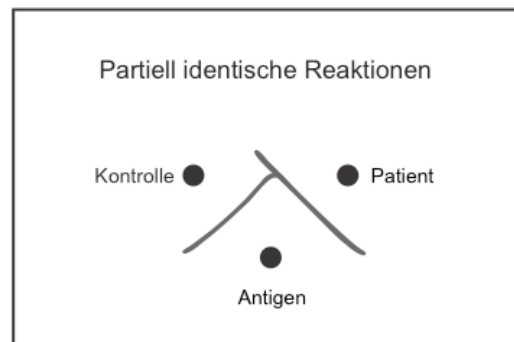 Partiell identische Reaktionen
Kontrolle
Patient
Antigen